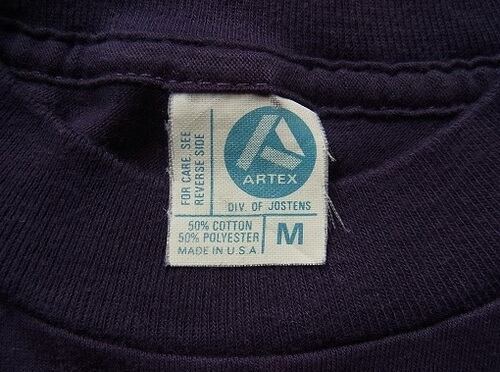 FOR CARE, SEE
REVERSE SIDE
ARTEX
DIV. OF JOSTENS
50% COTTON
50% POLYESTER
MADE IN U.S.A
M